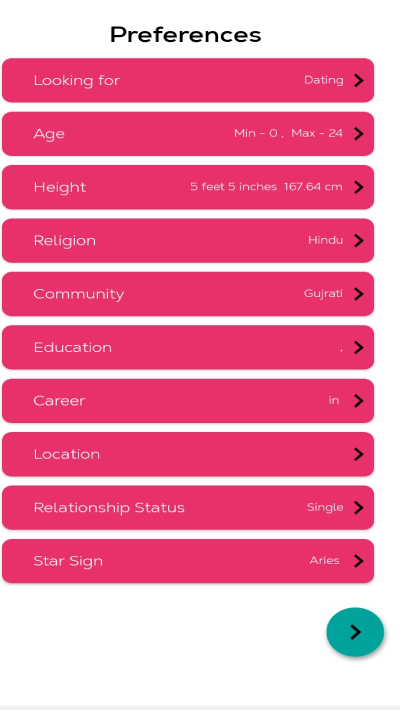 Preferences
Looking for Dating
Age Min - 0 , Max - 24
Height 5 feet 5 inches 167.64 cm
Religion Hindu
Community Gujrati
Education ,
Career in
Location
Relationship Status Single
Star Sign Aries